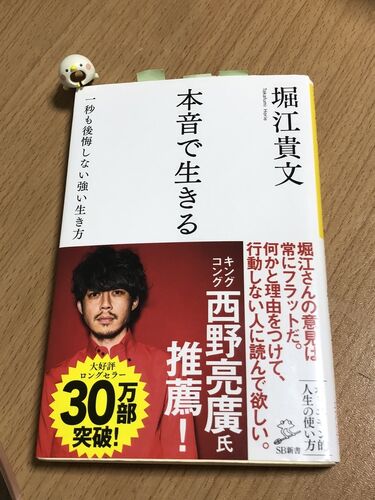 堀江貴文
Takafumi Horie
本音で生きる
一秒も後悔しない強い生き方
堀江さんの意見は
常にフラットだ。
何かと理由をつけて、
行動しない人に読んで欲しい。
キング
コング
西野亮廣氏
推薦!
大好評
ロングセラー
30万部
突破!
人生の使い方
SB新書